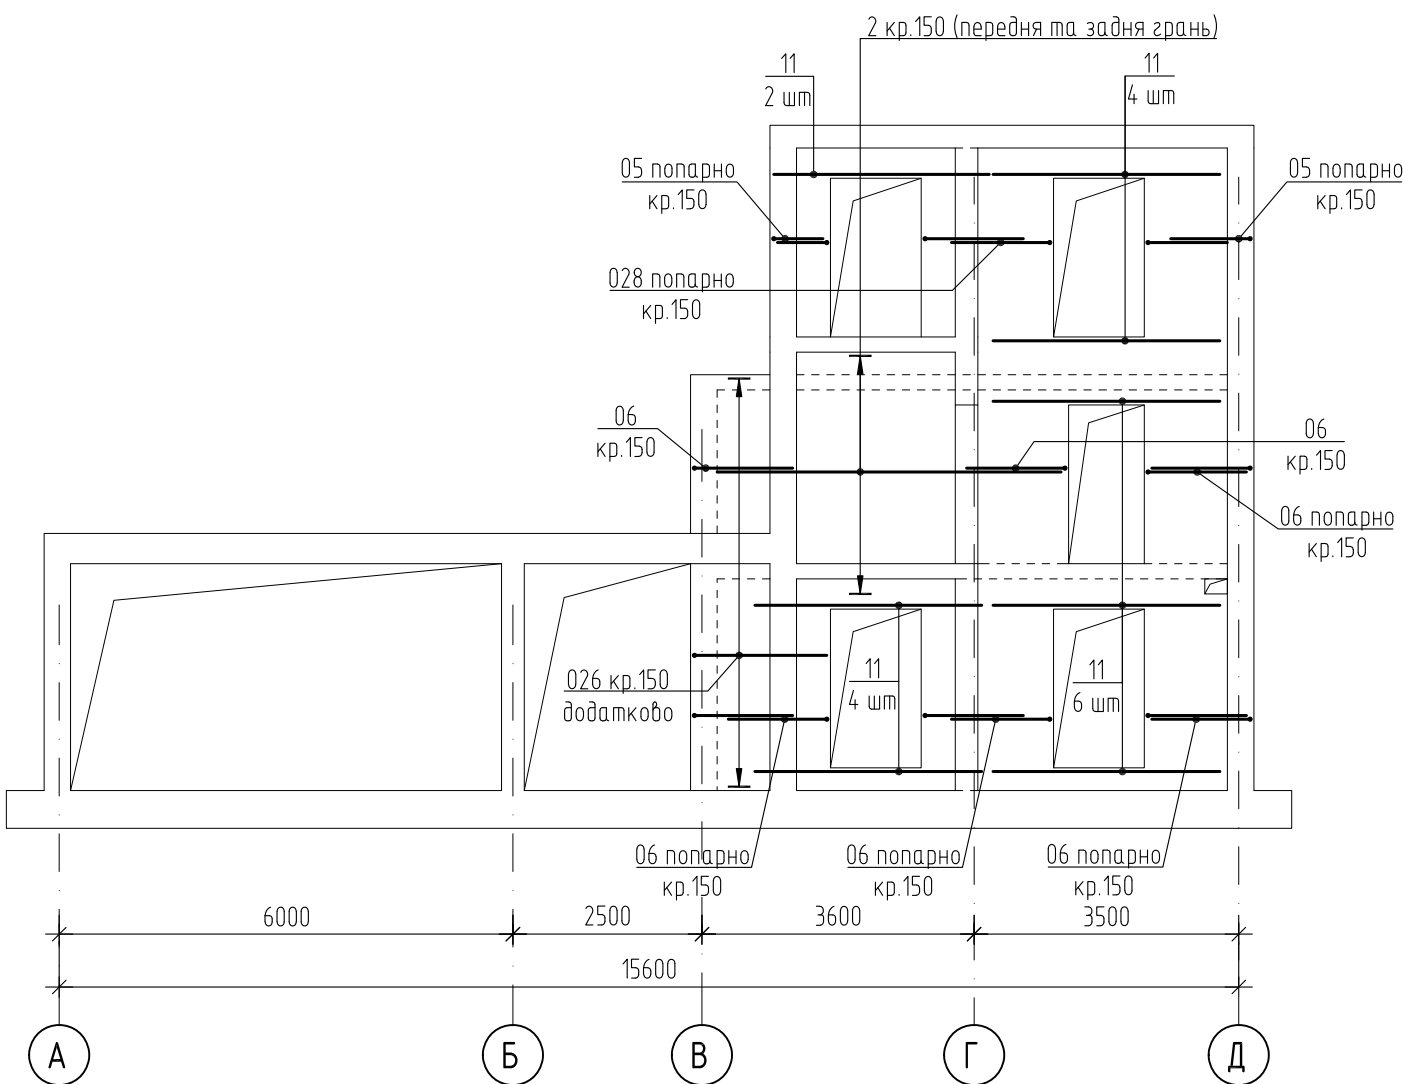 2 кр.150 (передня та задня грань)
11
2 шт
11
4 шт
05 попарно
кр.150
05 попарно
кр.150
028 попарно
кр.150
06
кр.150
06
кр.150
06 попарно
кр.150
026 кр.150
додатково
11
4 шт
11
6 шт
06 попарно
кр.150
06 попарно
кр.150
06 попарно
кр.150
6000
2500
3600
3500
15600
А
Б
В
Г
Д